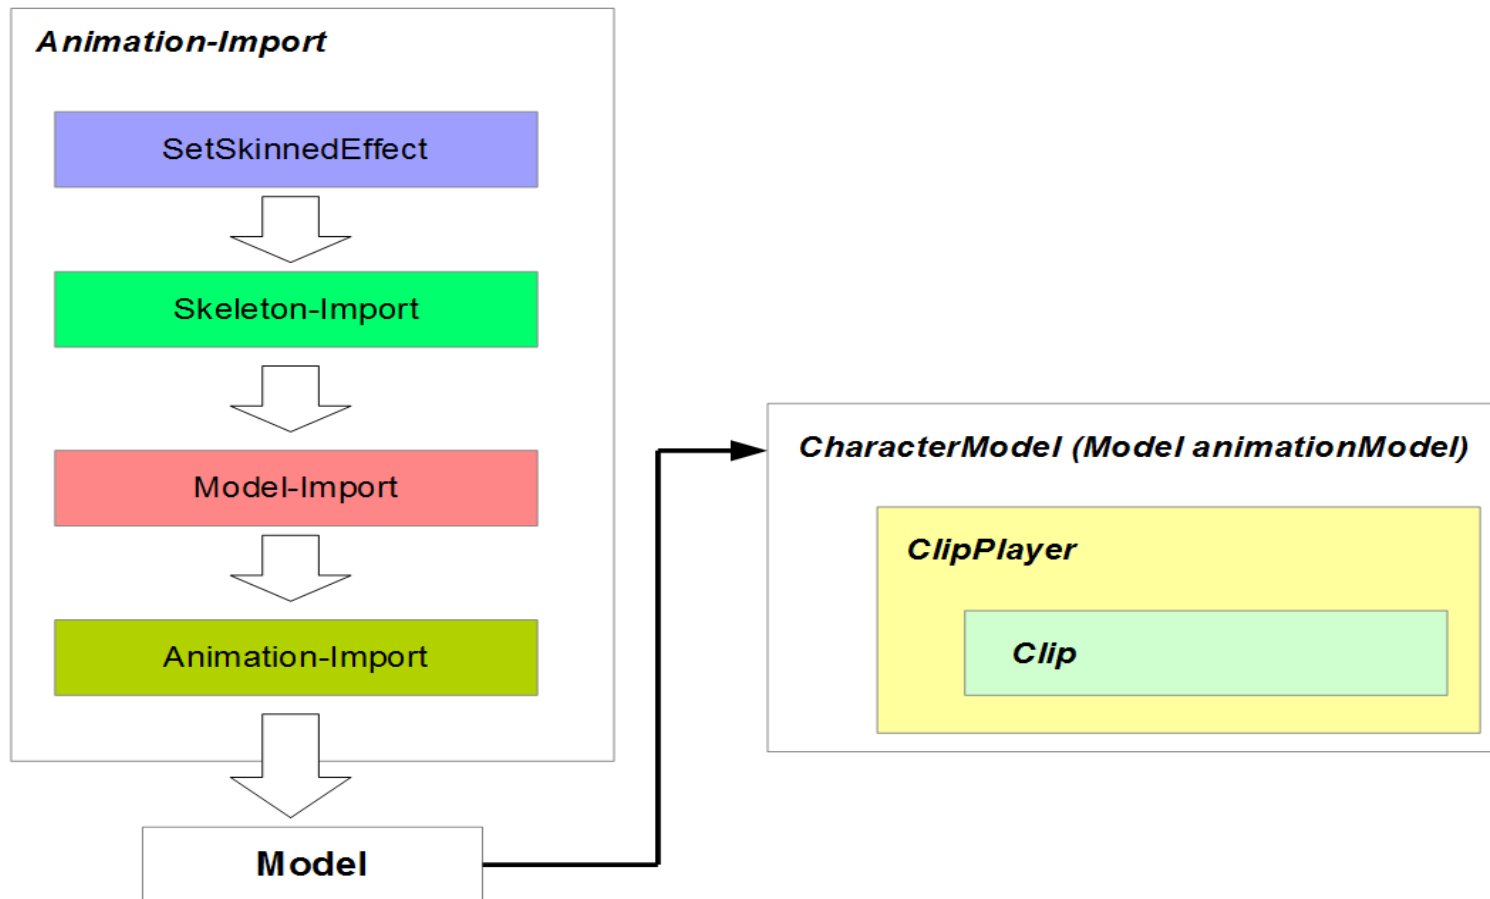 Animation-Import
SetSkinnedEffect
Skeleton-Import
Model-Import
Animation-Import
Model
CharacterModel (Model animationModel)
ClipPlayer
Clip